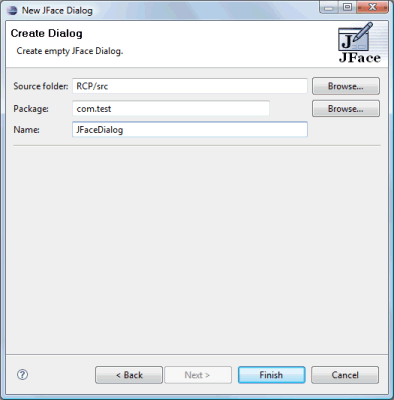 New JFace Dialog
Create Dialog
Create empty JFace Dialog.
J
JFace
Source folder: RCP/src Browse...
Package: com.test Browse...
Name: JFaceDialog
? < Back Next > Finish Cancel